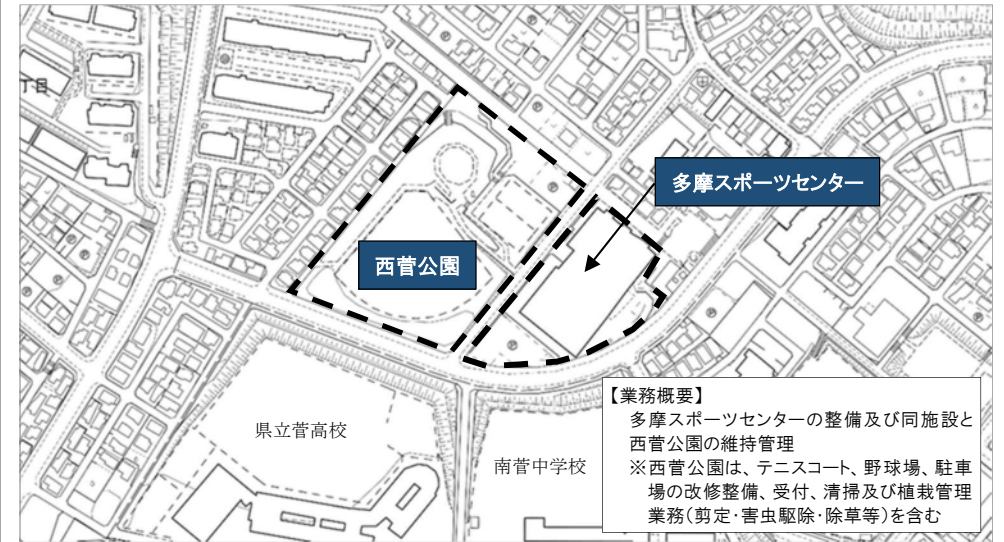 丁目
多摩スポーツセンター
西菅公園
県立菅高校
南菅中学校
【業務概要】
多摩スポーツセンターの整備及び同施設と
西菅公園の維持管理
※西菅公園は、テニスコート、野球場、駐車
場の改修整備、受付、清掃及び植栽管理
業務(剪定・害虫駆除・除草等)を含む